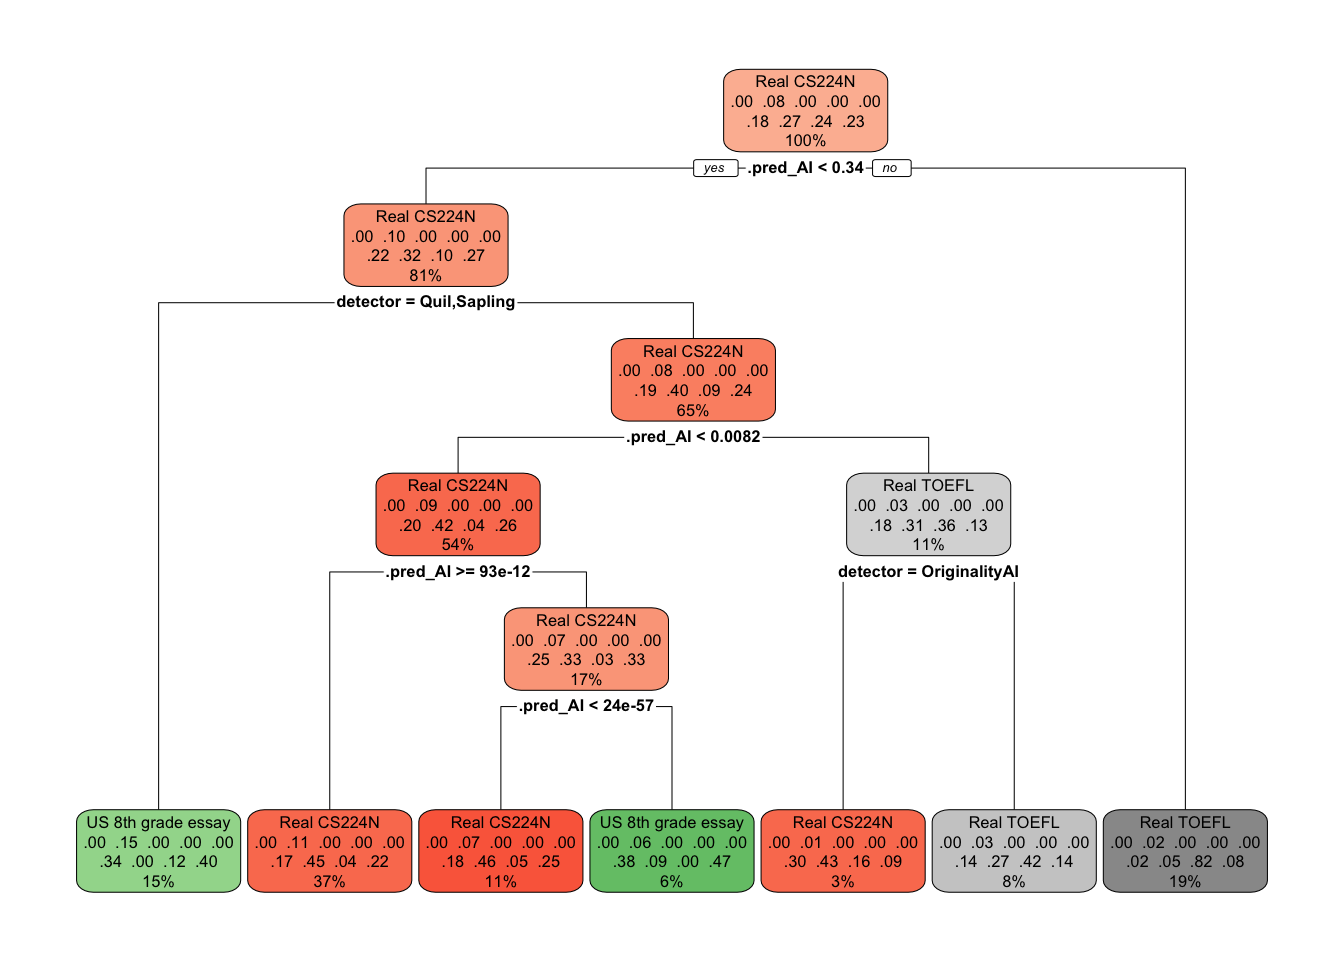 Real CS224N
.00 .08 .00 .00 .00
.18 .27 .24 .23
100%
yes .pred_AI < 0.34 no
Real CS224N
.00 .10 .00 .00 .00
.22 .32 .10 .27
81%
detector = Quil,Sapling
Real CS224N
.00 .08 .00 .00 .00
.19 .40 .09 .24
65%
.pred_AI < 0.0082
Real CS224N
.00 .09 .00 .00 .00
.20 .42 .04 .26
54%
Real TOEFL
.00 .03 .00 .00 .00
.18 .31 .36 .13
11%
.pred_AI >= 93e-12
detector = OriginalityAI
Real CS224N
.00 .07 .00 .00 .00
.25 .33 .03 .33
17%
.pred_AI < 24e-57
US 8th grade essay
.00 .15 .00 .00 .00
.34 .00 .12 .40
15%
Real CS224N
.00 .11 .00 .00 .00
.17 .45 .04 .22
37%
Real CS224N
.00 .07 .00 .00 .00
.18 .46 .05 .25
11%
US 8th grade essay
.00 .06 .00 .00 .00
.38 .09 .00 .47
6%
Real CS224N
.00 .01 .00 .00 .00
.30 .43 .16 .09
3%
Real TOEFL
.00 .03 .00 .00 .00
.14 .27 .42 .14
8%
Real TOEFL
.00 .02 .00 .00 .00
.02 .05 .82 .08
19%